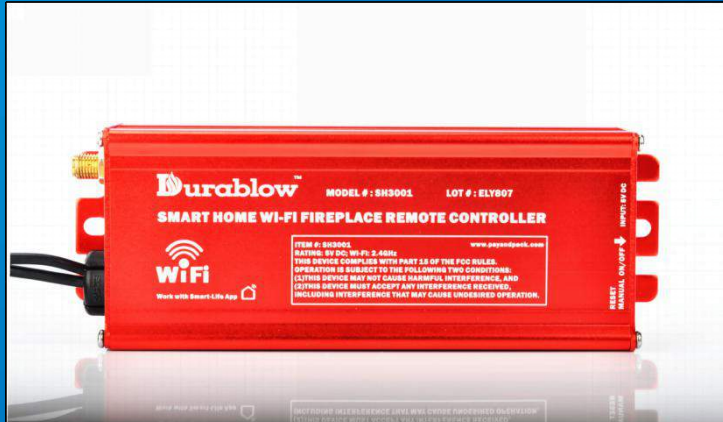 Durablow™ MODEL # : SH3001 LOT # : ELY807
SMART HOME WI-FI FIREPLACE REMOTE CONTROLLER
WiFi
Work with Smart-Life App
ITEM #: SH3001 www.payandpack.com
RATING: 5V DC; WI-FI: 2.4GHz
THIS DEVICE COMPLIES WITH PART 15 OF THE FCC RULES.
OPERATION IS SUBJECT TO THE FOLLOWING TWO CONDITIONS:
(1)THIS DEVICE MAY NOT CAUSE HARMFUL INTERFERENCE, AND
(2)THIS DEVICE MUST ACCEPT ANY INTERFERENCE RECEIVED,
INCLUDING INTERFERENCE THAT MAY CAUSE UNDESIRED OPERATION.
RESET
MANUAL ON/OFF INPUT: 5V DC